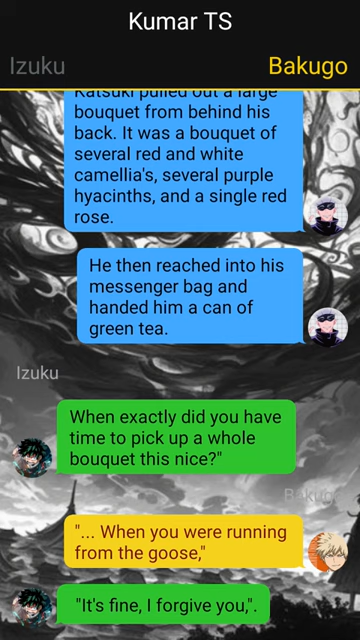 Kumar TS
Izuku
Bakugo
Katsuki pulled out a large
bouquet from behind his
back. It was a bouquet of
several red and white
camellia's, several purple
hyacinths, and a single red
rose.
He then reached into his
messenger bag and
handed him a can of
green tea.
Izuku
When exactly did you have
time to pick up a whole
bouquet this nice?"
Bakugo
"... When you were running
from the goose,"
"It's fine, I forgive you,".